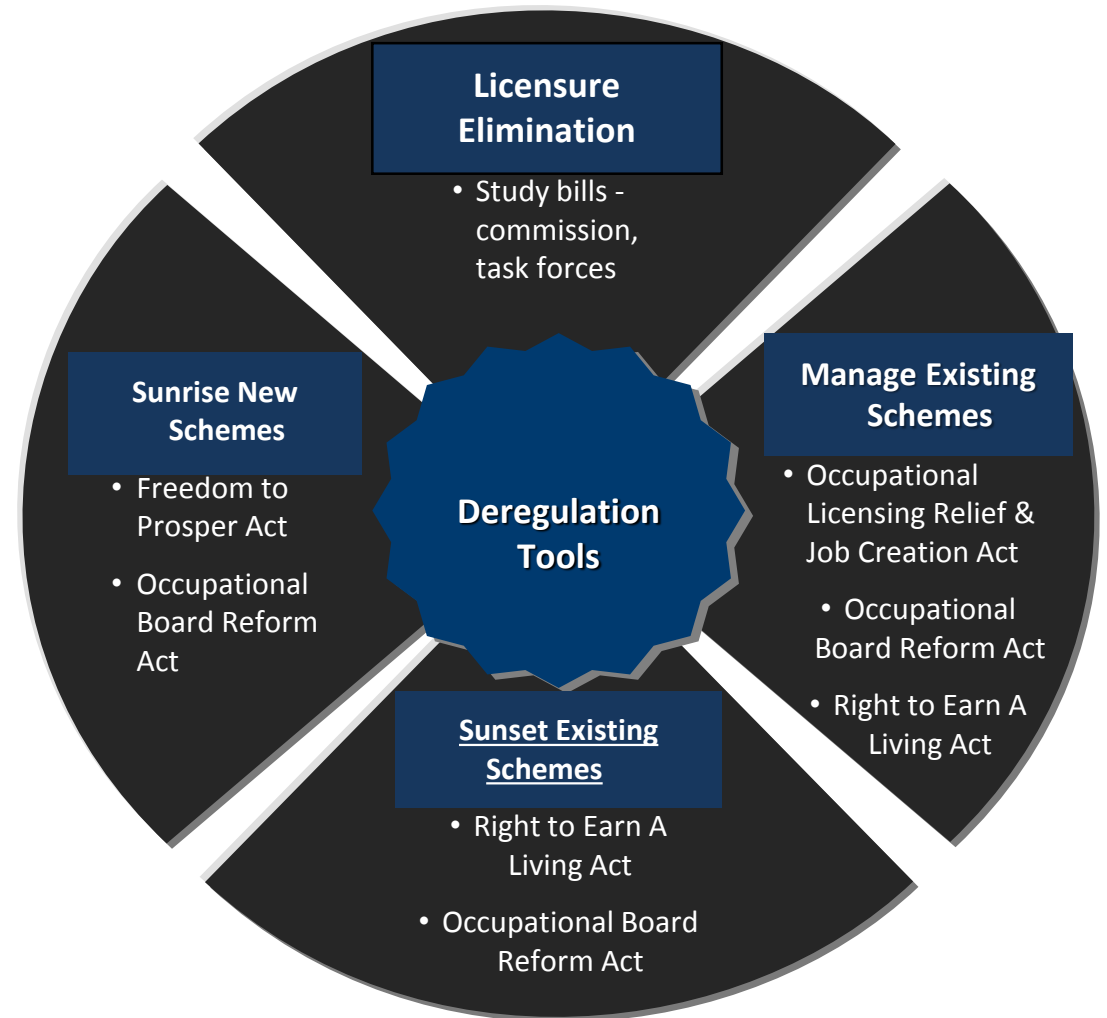 Licensure
Elimination
• Study bills -
commission,
task forces
Sunrise New
Schemes
• Freedom to
Prosper Act
• Occupational
Board Reform
Act
Deregulation
Tools
Manage Existing
Schemes
• Occupational
Licensing Relief &
Job Creation Act
• Occupational
Board Reform Act
• Right to Earn A
Living Act
Sunset Existing
Schemes
• Right to Earn A
Living Act
• Occupational Board
Reform Act